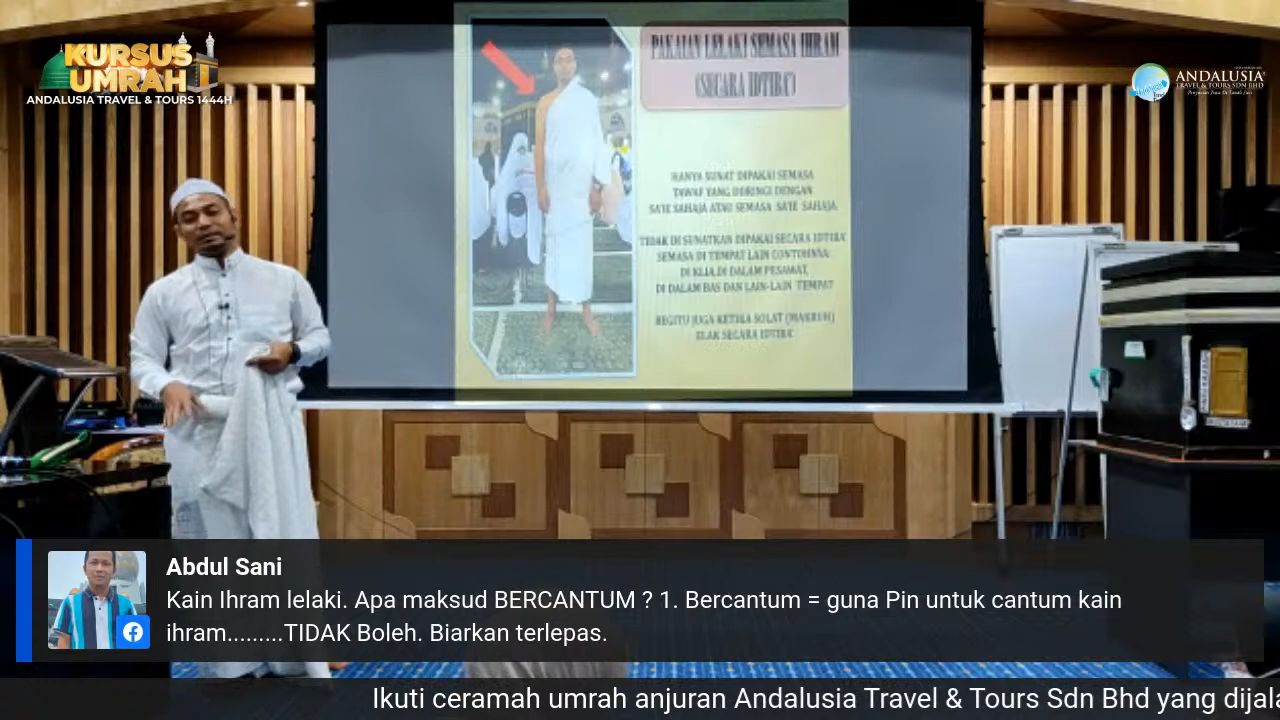 KURSUS
UMRAH
ANDALUSIA TRAVEL & TOURS 1444H
ANDALUSIA
TRAVEL & TOURS SDN BHD
PAKAIAN LELAKI SEMASA IHRAM
(SECARA IDTIBA')
HANYA SUNAT DIPAKAI SEMASA
TAWAF YANG DIIRINGI DENGAN
SA'IE SAHAJA ATAU SEMASA SA'IE SAHAJA.
TIDAK DI SUNATKAN DIPAKAI SECARA IDTIBA'
SEMASA DI TEMPAT LAIN CONTOHNYA:
DI KLIA,DI DALAM PESAWAT,
DI DALAM BAS DAN LAIN-LAIN TEMPAT
BEGITU JUGA KETIKA SOLAT (MAKRUH)
ELAK SECARA IDTIBA'
Abdul Sani
Kain Ihram lelaki. Apa maksud BERCANTUM ? 1. Bercantum = guna Pin untuk cantum kain
ihram.........TIDAK Boleh. Biarkan terlepas.
Ikuti ceramah umrah anjuran Andalusia Travel & Tours Sdn Bhd yang dijala